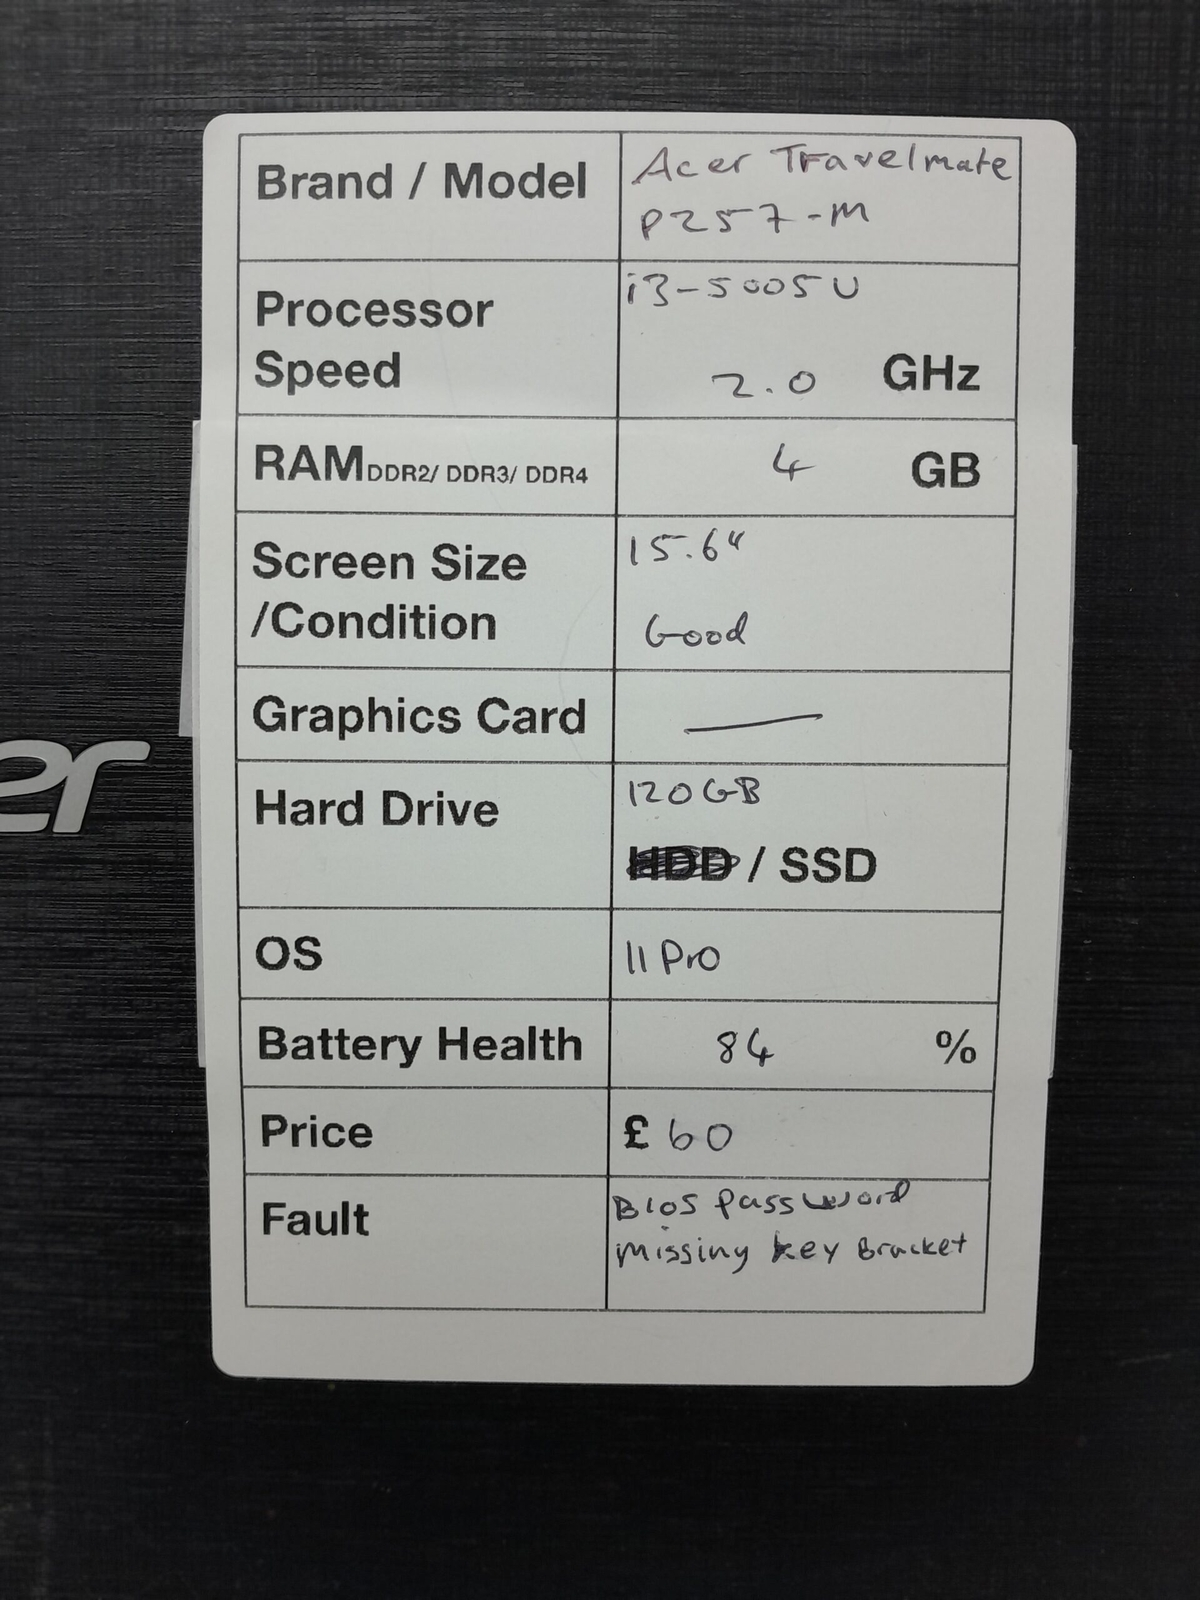 Brand / Model
Acer Travelmate
P257-M
Processor
Speed
i3-5005U
2.0 GHz
RAM DDR2/ DDR3/ DDR4
4 GB
Screen Size
/Condition
15.6"
Good
Graphics Card
—
Hard Drive
120GB
HDD / SSD
OS
11 Pro
Battery Health
84 %
Price
£ 60
Fault
Bios password
missing key Bracket
er